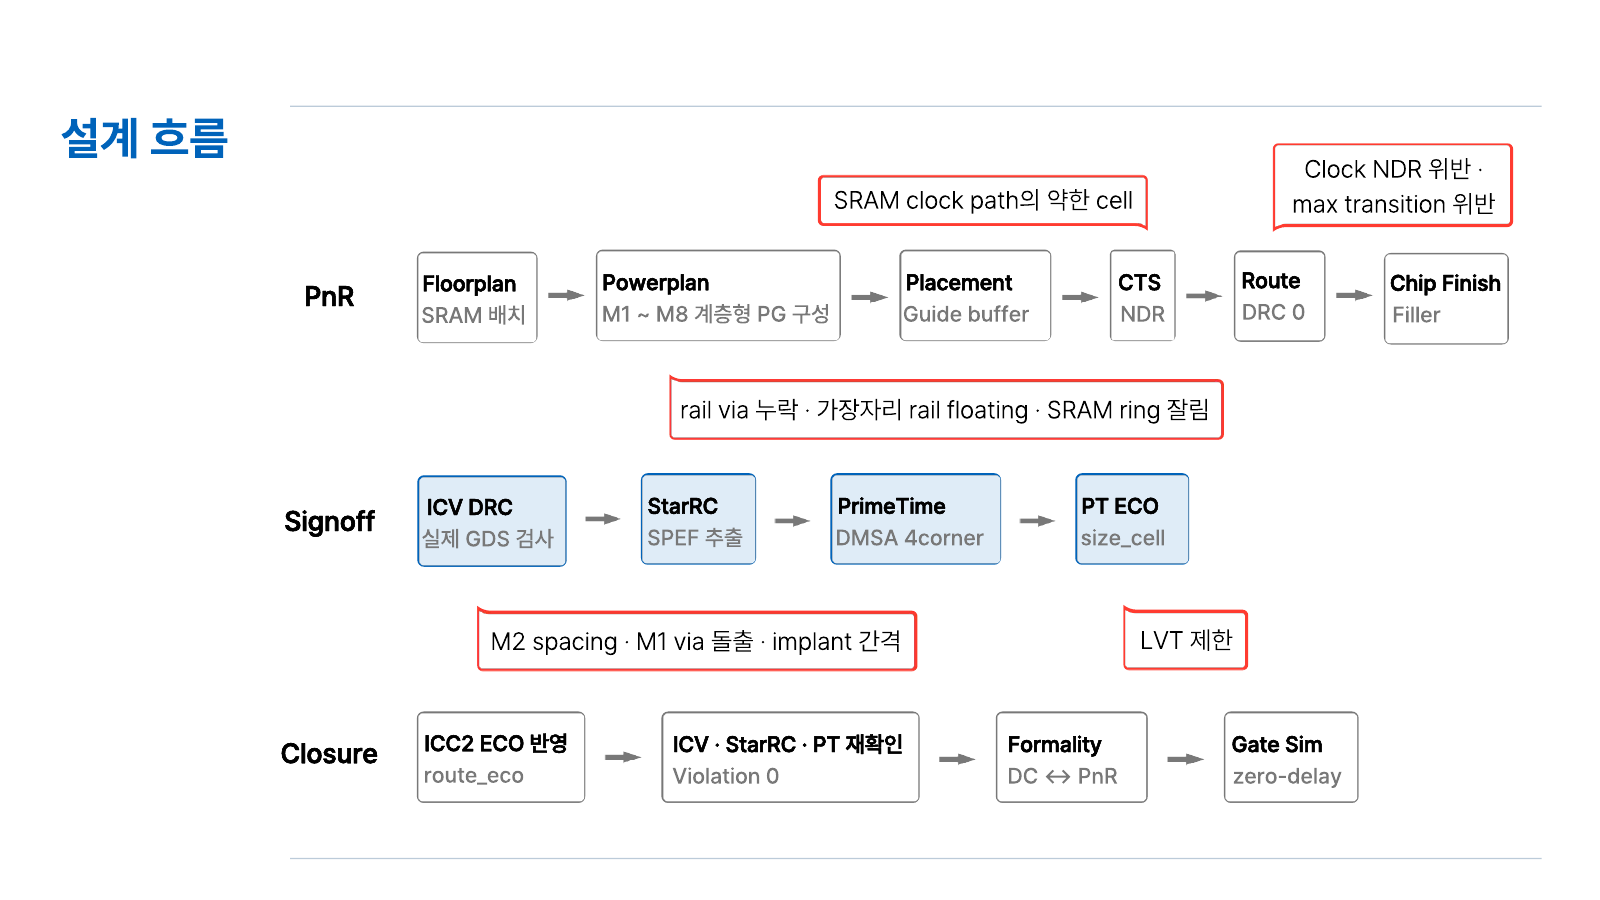 설계 흐름
SRAM clock path의 약한 cell
Clock NDR 위반 ·
max transition 위반
PnR
Floorplan
SRAM 배치
Powerplan
M1 ~ M8 계층형 PG 구성
Placement
Guide buffer
CTS
NDR
Route
DRC 0
Chip Finish
Filler
rail via 누락 · 가장자리 rail floating · SRAM ring 잘림
Signoff
ICV DRC
실제 GDS 검사
StarRC
SPEF 추출
PrimeTime
DMSA 4corner
PT ECO
size_cell
M2 spacing · M1 via 돌출 · implant 간격
LVT 제한
Closure
ICC2 ECO 반영
route_eco
ICV · StarRC · PT 재확인
Violation 0
Formality
DC ↔ PnR
Gate Sim
zero-delay